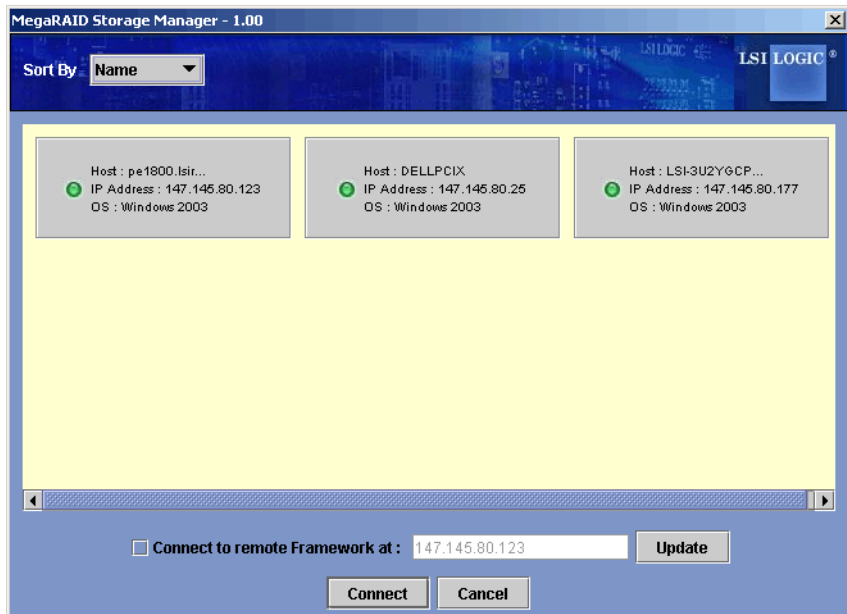 MegaRAID Storage Manager - 1.00
Sort By Name
LSI LOGIC
LSI LOGIC ®
Host : pe1800.lsir...
IP Address : 147.145.80.123
OS : Windows 2003
Host : DELLPCIX
IP Address : 147.145.80.25
OS : Windows 2003
Host : LSI-3U2YGCP...
IP Address : 147.145.80.177
OS : Windows 2003
Connect to remote Framework at : 147.145.80.123 Update
Connect Cancel